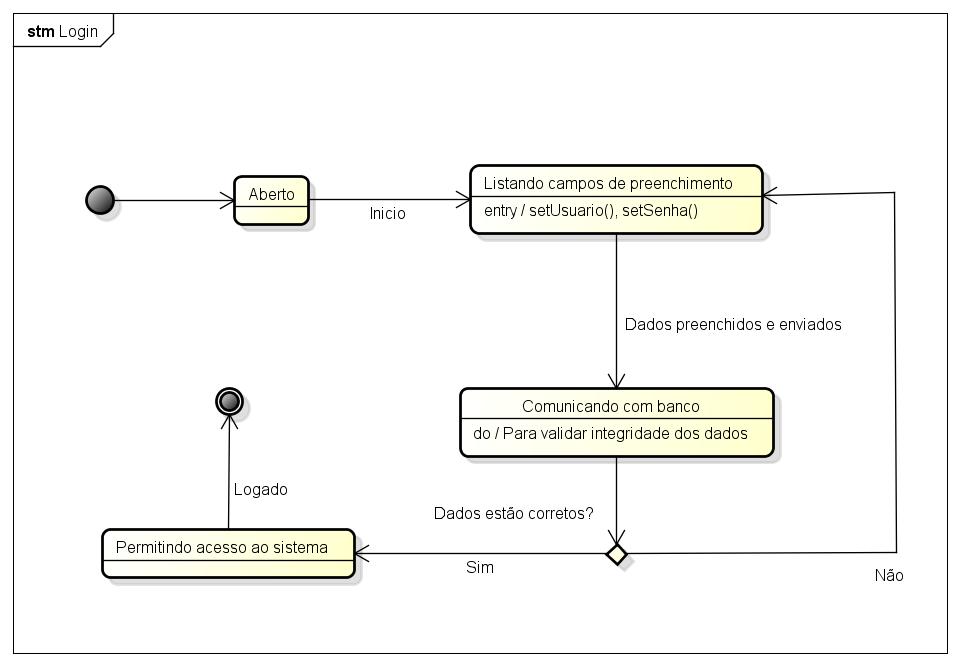 stm Login
Aberto
Inicio
Listando campos de preenchimento
entry / setUsuario(), setSenha()
Dados preenchidos e enviados
Comunicando com banco
do / Para validar integridade dos dados
Dados estão corretos?
Sim
Não
Permitindo acesso ao sistema
Logado